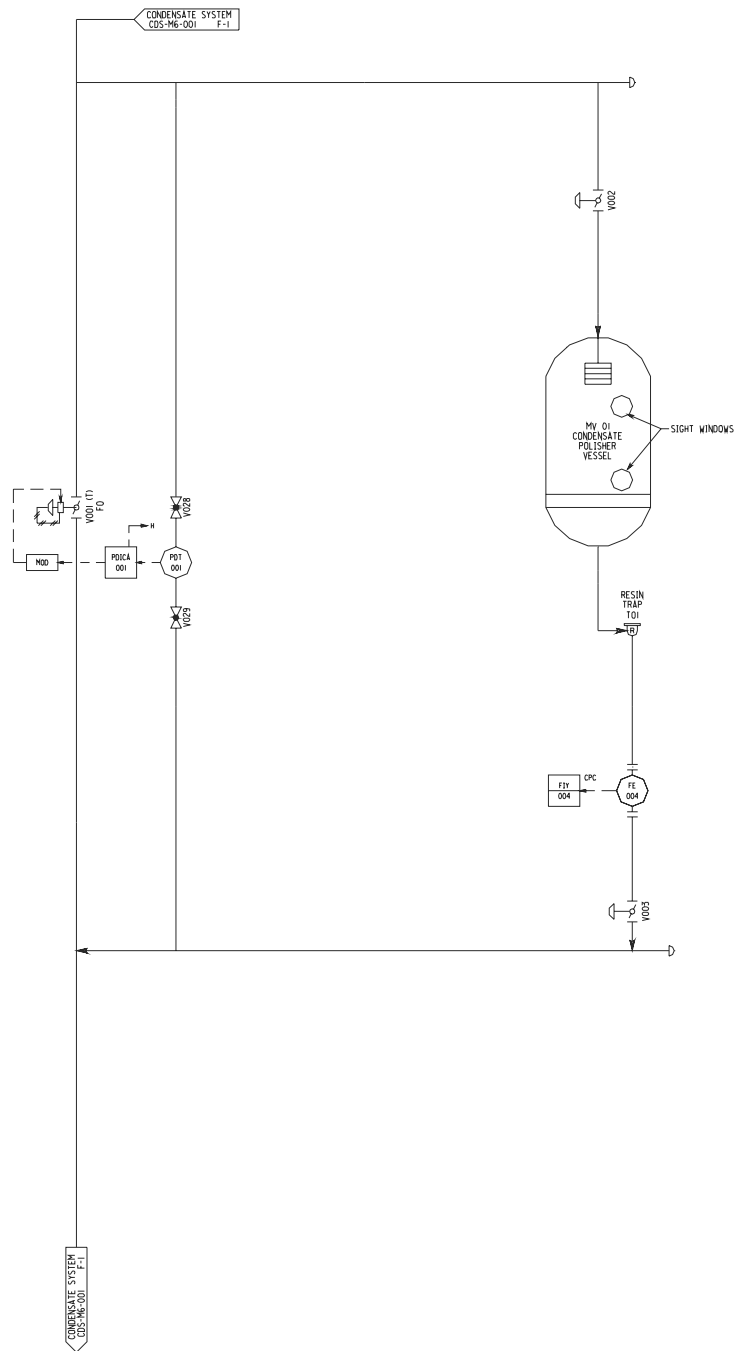 CONDENSATE SYSTEM
CDS-M6-001 F-1
V002
MV 01
CONDENSATE
POLISHER
VESSEL
SIGHT WINDOWS
V001 (T)
FO
V028
H
MOD
PDICA
001
PDT
001
V029
RESIN
TRAP
T01
R
FIY
004
CPC
FE
004
V003
CONDENSATE SYSTEM
CDS-M6-001 F-1